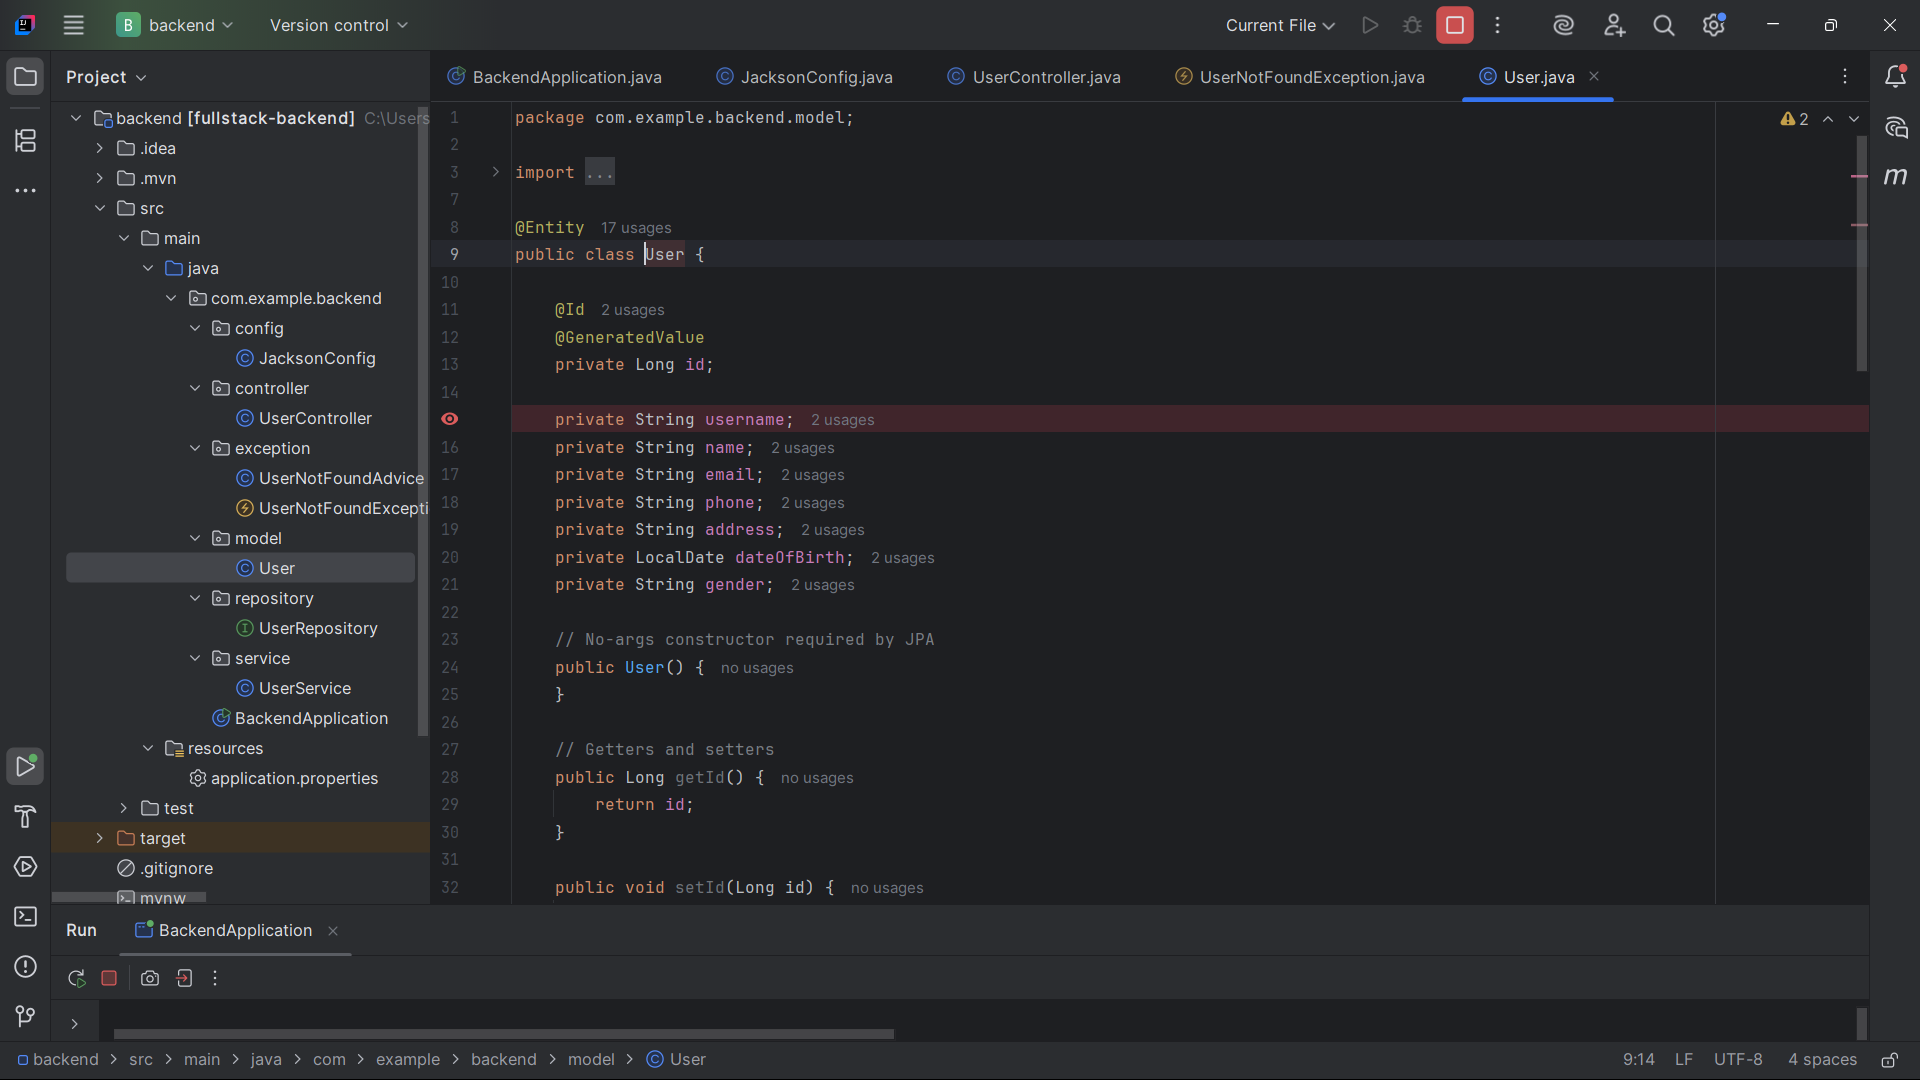 B backend Version control Current File
Project
BackendApplication.java JacksonConfig.java UserController.java UserNotFoundException.java User.java
backend [fullstack-backend] C:\Users
.idea
.mvn
src
main
java
com.example.backend
config
JacksonConfig
controller
UserController
exception
UserNotFoundAdvice
UserNotFoundExcepti
model
User
repository
UserRepository
service
UserService
BackendApplication
resources
application.properties
test
target
.gitignore
mvnw
2
1 package com.example.backend.model;
2
3 import ...
7
8 @Entity 17 usages
9 public class User {
10
11 @Id 2 usages
12 @GeneratedValue
13 private Long id;
14
private String username; 2 usages
16 private String name; 2 usages
17 private String email; 2 usages
18 private String phone; 2 usages
19 private String address; 2 usages
20 private LocalDate dateOfBirth; 2 usages
21 private String gender; 2 usages
22
23 // No-args constructor required by JPA
24 public User() { no usages
25 }
26
27 // Getters and setters
28 public Long getId() { no usages
29 return id;
30 }
31
32 public void setId(Long id) { no usages
m
Run BackendApplication
backend > src > main > java > com > example > backend > model > User
9:14 LF UTF-8 4 spaces